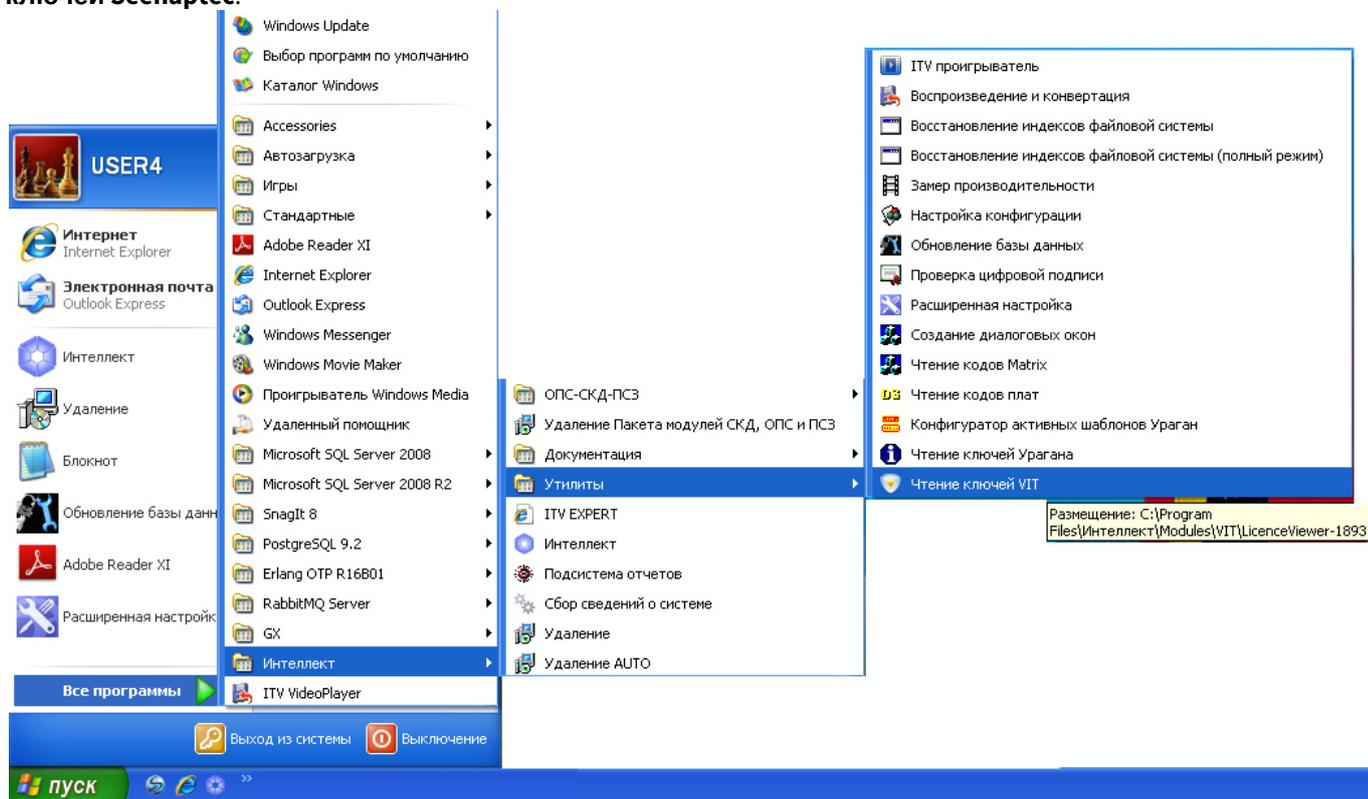 ключей Seenaptec.
Windows Update
Выбор программ по умолчанию
Каталог Windows
Accessories
Автозагрузка
Игры
Стандартные
Adobe Reader XI
Internet Explorer
Outlook Express
Windows Messenger
Windows Movie Maker
Проигрыватель Windows Media
Удаленный помощник
Microsoft SQL Server 2008
Microsoft SQL Server 2008 R2
SnagIt 8
PostgreSQL 9.2
Erlang OTP R16B01
RabbitMQ Server
GX
Интеллект
ITV VideoPlayer
USER4
Интернет
Internet Explorer
Электронная почта
Outlook Express
Интеллект
Удаление
Блокнот
Обновление базы данн
Adobe Reader XI
Расширенная настройк
Все программы
Выход из системы
Выключение
пуск
ОПС-СКД-ПСЗ
Удаление Пакета модулей СКД, ОПС и ПСЗ
Документация
Утилиты
ITV EXPERT
Интеллект
Подсистема отчетов
Сбор сведений о системе
Удаление
Удаление AUTO
ITV проигрыватель
Воспроизведение и конвертация
Восстановление индексов файловой системы
Восстановление индексов файловой системы (полный режим)
Замер производительности
Настройка конфигурации
Обновление базы данных
Проверка цифровой подписи
Расширенная настройка
Создание диалоговых окон
Чтение кодов Matrix
Чтение кодов плат
Конфигуратор активных шаблонов Ураган
Чтение ключей Урагана
Чтение ключей VIT
Размещение: C:\Program
Files\Интеллект\Modules\VIT\LicenceViewer-1893